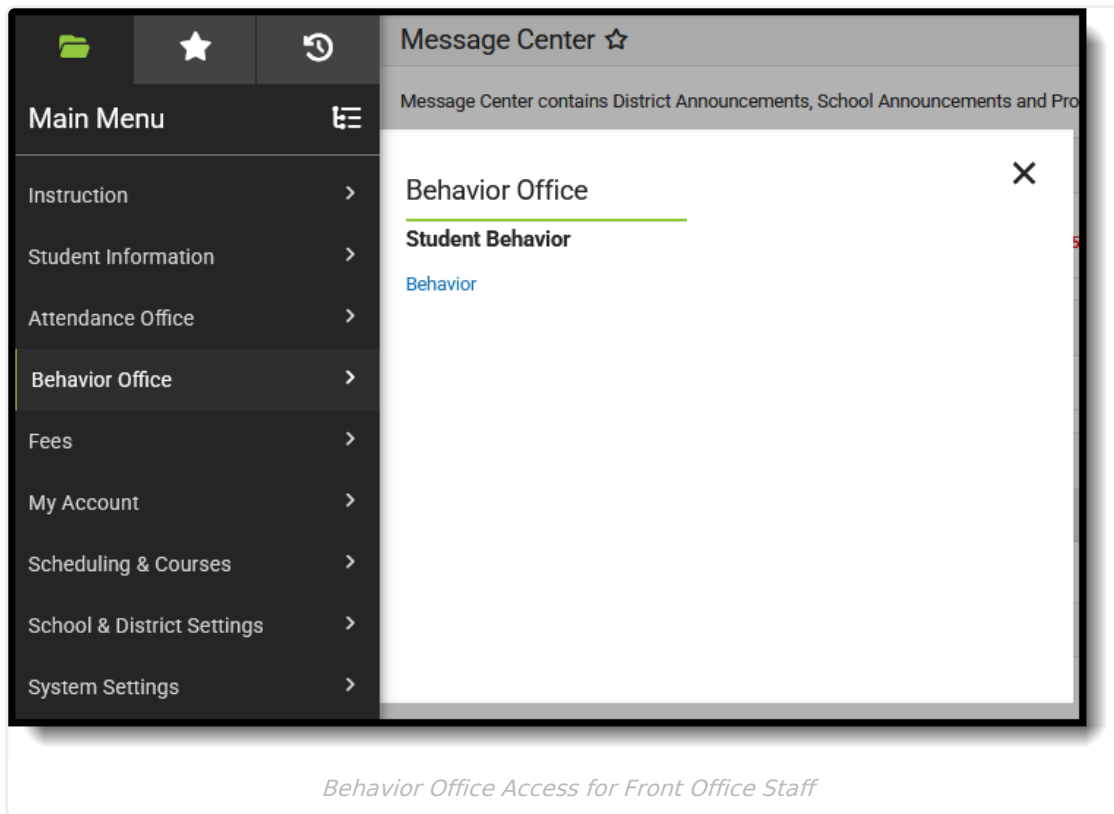 Message Center
Main Menu
Message Center contains District Announcements, School Announcements and Pro
Instruction
Student Information
Attendance Office
Behavior Office
Fees
My Account
Scheduling & Courses
School & District Settings
System Settings
Behavior Office
Student Behavior
5
Behavior
Behavior Office Access for Front Office Staff